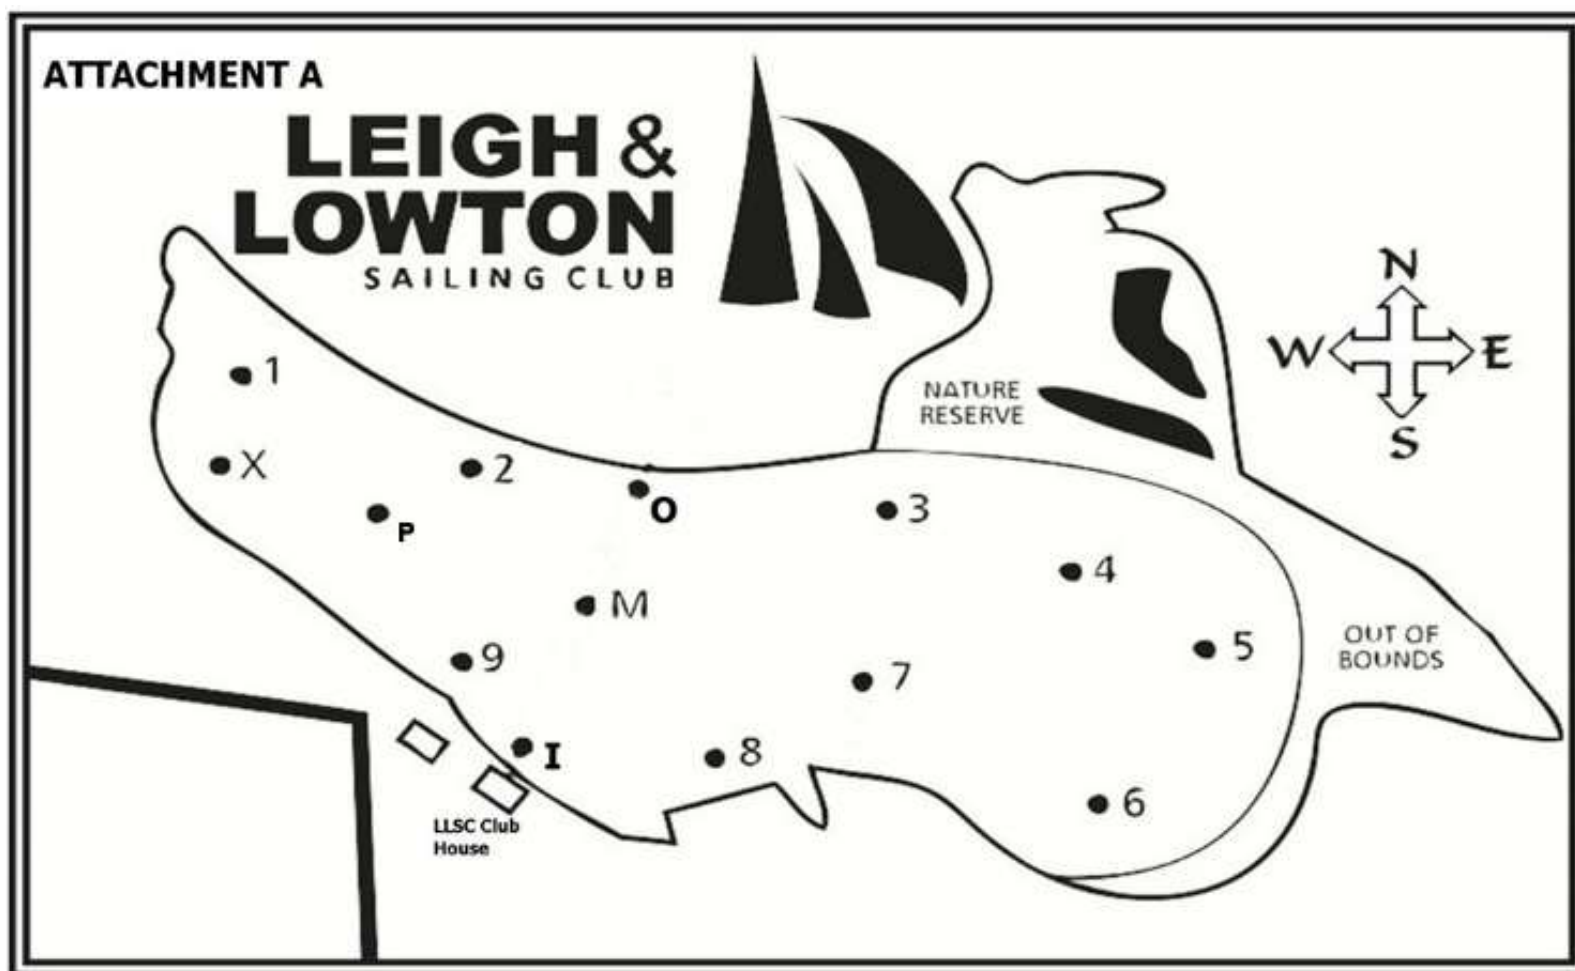 ATTACHMENT A
LEIGH &
LOWTON
SAILING CLUB
N
W
E
S
NATURE
RESERVE
1
X
2
P
O
3
4
M
9
5
OUT OF
BOUNDS
7
I
8
6
LLSC Club
House